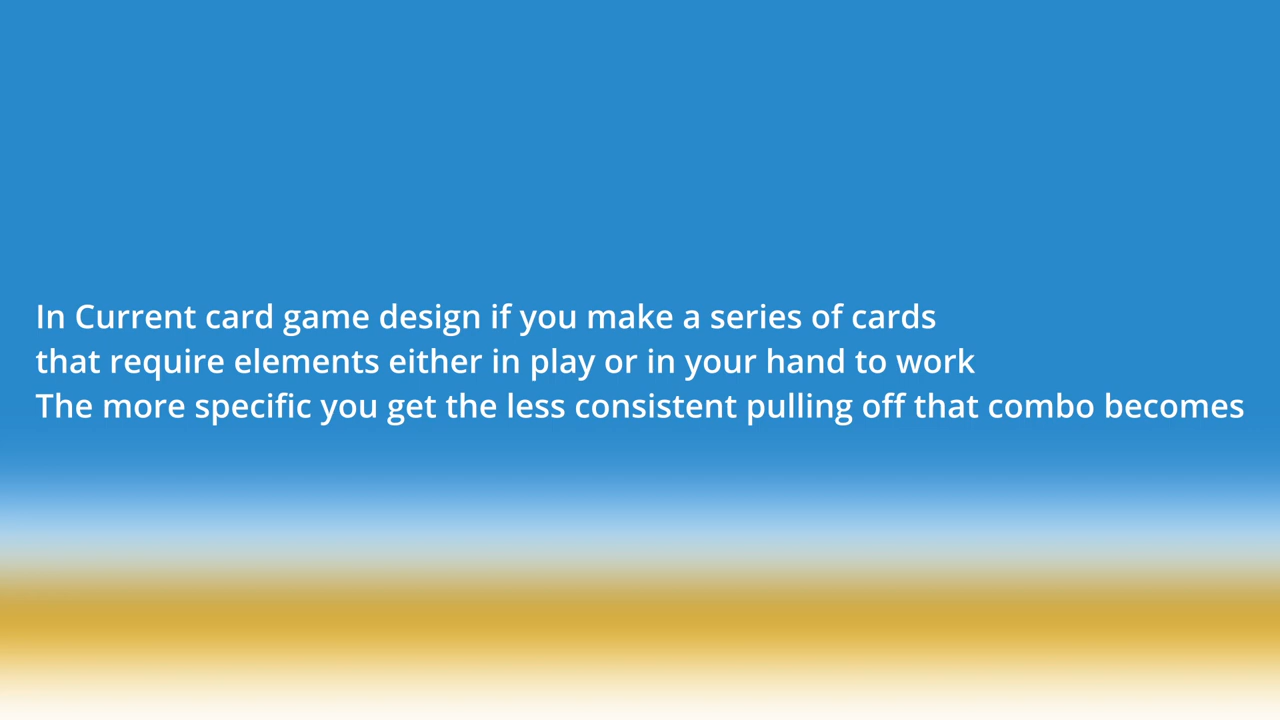 In Current card game design if you make a series of cards
that require elements either in play or in your hand to work
The more specific you get the less consistent pulling off that combo becomes